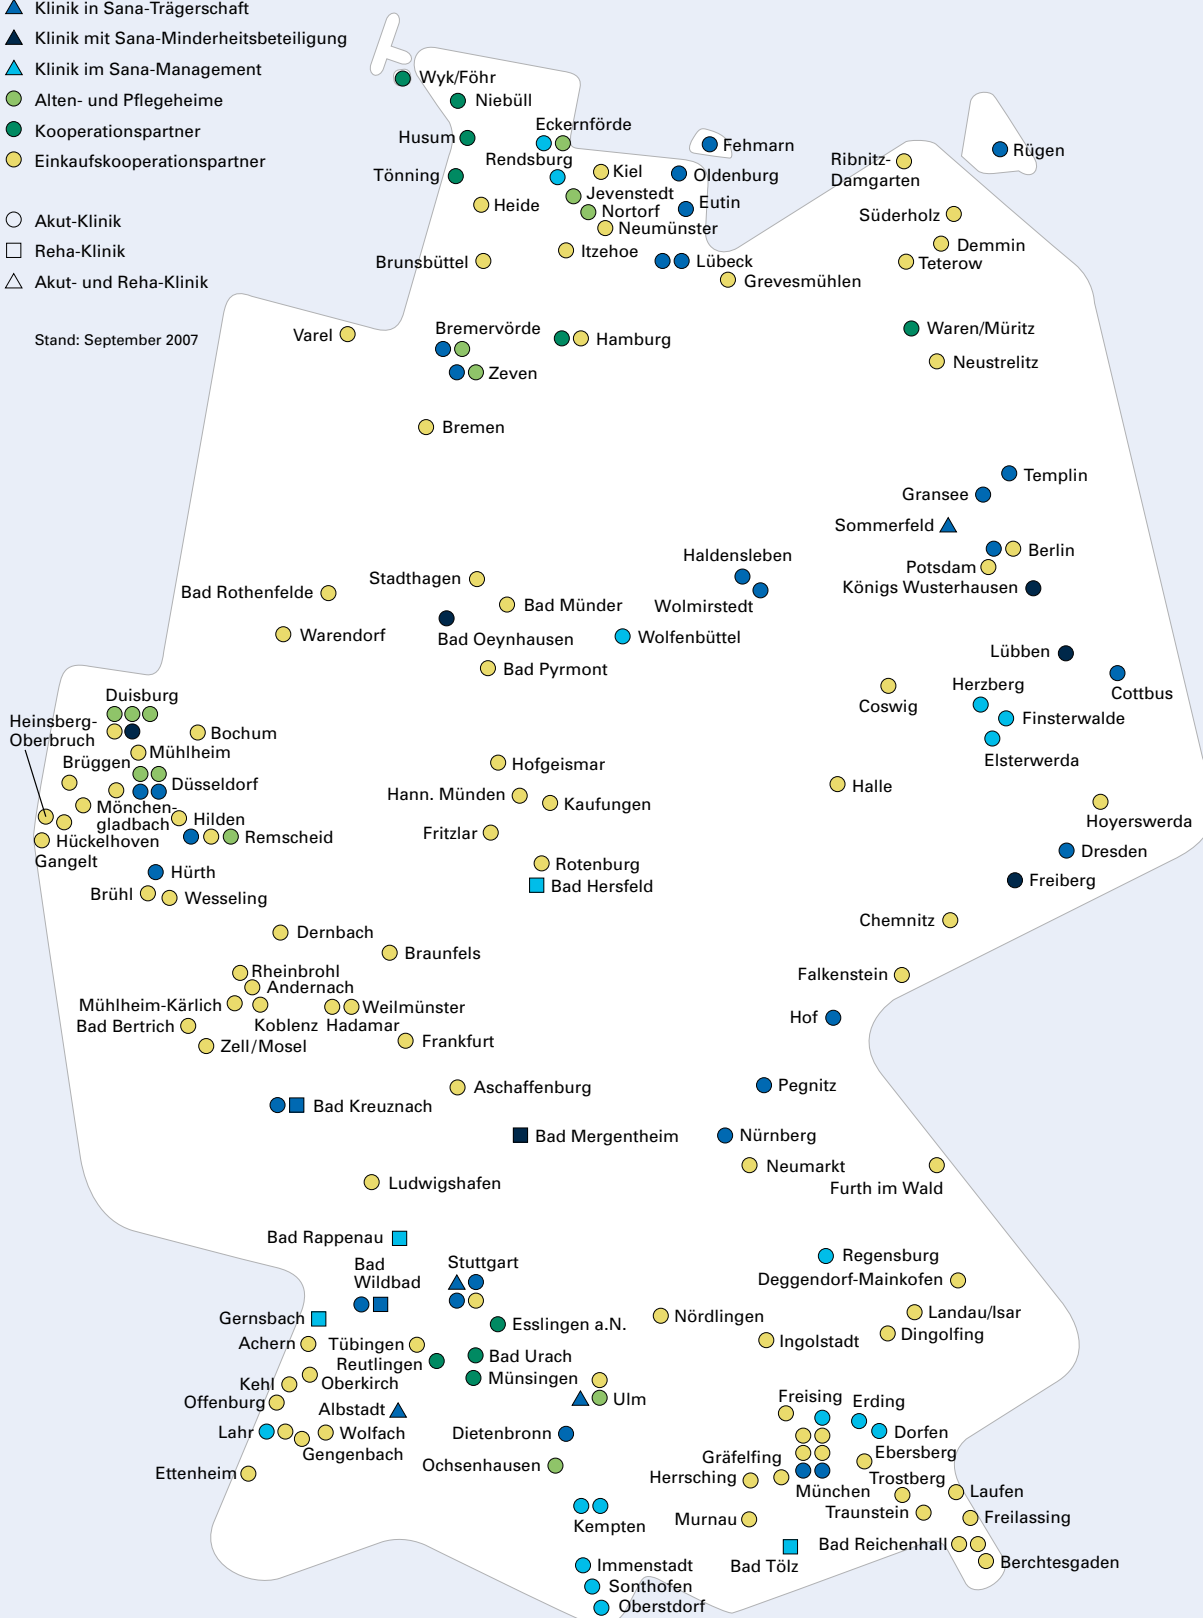 Klinik in Sana-Trägerschaft
Klinik mit Sana-Minderheitsbeteiligung
Klinik im Sana-Management
Alten- und Pflegeheime
Kooperationspartner
Einkaufskooperationspartner
Akut-Klinik
Reha-Klinik
Akut- und Reha-Klinik
Stand: September 2007
Wyk/Föhr
Niebüll
Husum
Eckernförde
Fehmarn
Rügen
Rendsburg
Ribnitz-
Damgarten
Tönning
Kiel
Oldenburg
Jevenstedt
Heide
Nortorf
Eutin
Süderholz
Neumünster
Demmin
Itzehoe
Brunsbüttel
Lübeck
Teterow
Grevesmühlen
Varel
Bremervörde
Hamburg
Waren/Müritz
Neustrelitz
Zeven
Bremen
Templin
Gransee
Sommerfeld
Berlin
Haldensleben
Potsdam
Stadthagen
Königs Wusterhausen
Bad Rothenfelde
Bad Münder
Wolmirstedt
Warendorf
Bad Oeynhausen
Wolfenbüttel
Lübben
Bad Pyrmont
Cottbus
Herzberg
Duisburg
Coswig
Finsterwalde
Heinsberg-
Oberbruch
Bochum
Mühlheim
Elsterwerda
Brüggen
Hofgeismar
Düsseldorf
Halle
Hann. Münden
Kaufungen
Mönchen-
gladbach
Hilden
Hoyerswerda
Fritzlar
Remscheid
Hückelhoven
Dresden
Gangelt
Rotenburg
Hürth
Bad Hersfeld
Freiberg
Brühl
Wesseling
Chemnitz
Dernbach
Braunfels
Rheinbrohl
Falkenstein
Andernach
Mühlheim-Kärlich
Weilmünster
Hof
Bad Bertrich
Koblenz
Hadamar
Zell/Mosel
Frankfurt
Aschaffenburg
Pegnitz
Bad Kreuznach
Bad Mergentheim
Nürnberg
Neumarkt
Ludwigshafen
Furth im Wald
Bad Rappenau
Regensburg
Bad
Wildbad
Stuttgart
Deggendorf-Mainkofen
Gernsbach
Esslingen a.N.
Nördlingen
Landau/Isar
Dingolfing
Achern
Tübingen
Ingolstadt
Reutlingen
Bad Urach
Münsingen
Kehl
Oberkirch
Offenburg
Albstadt
Ulm
Freising
Erding
Lahr
Wolfach
Dietenbronn
Dorfen
Gengenbach
Gräfelfing
Ebersberg
Ettenheim
Ochsenhausen
Herrsching
Trostberg
München
Laufen
Kempten
Murnau
Traunstein
Freilassing
Bad Reichenhall
Bad Tölz
Berchtesgaden
Immenstadt
Sonthofen
Oberstdorf